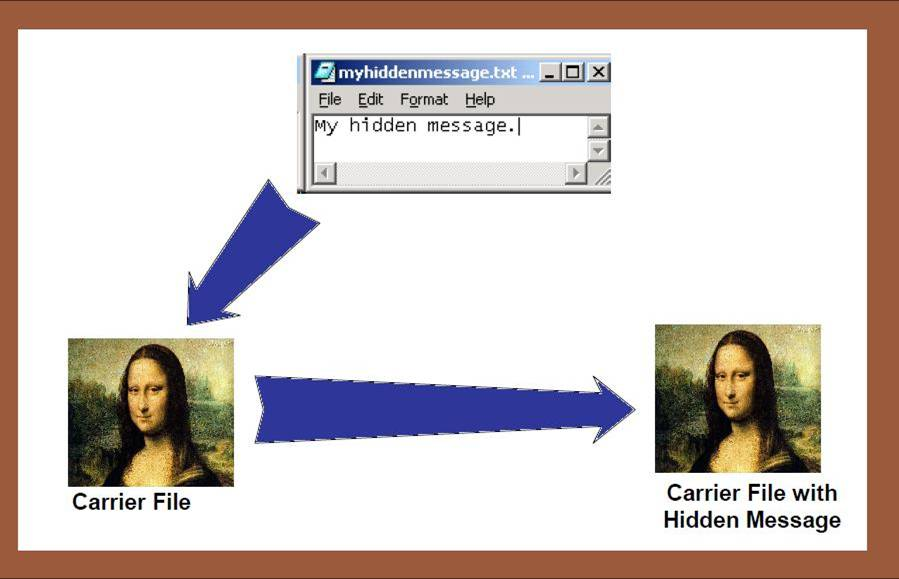 myhiddenmessage.txt ...
File Edit Format Help
My hidden message.
Carrier File
Carrier File with
Hidden Message